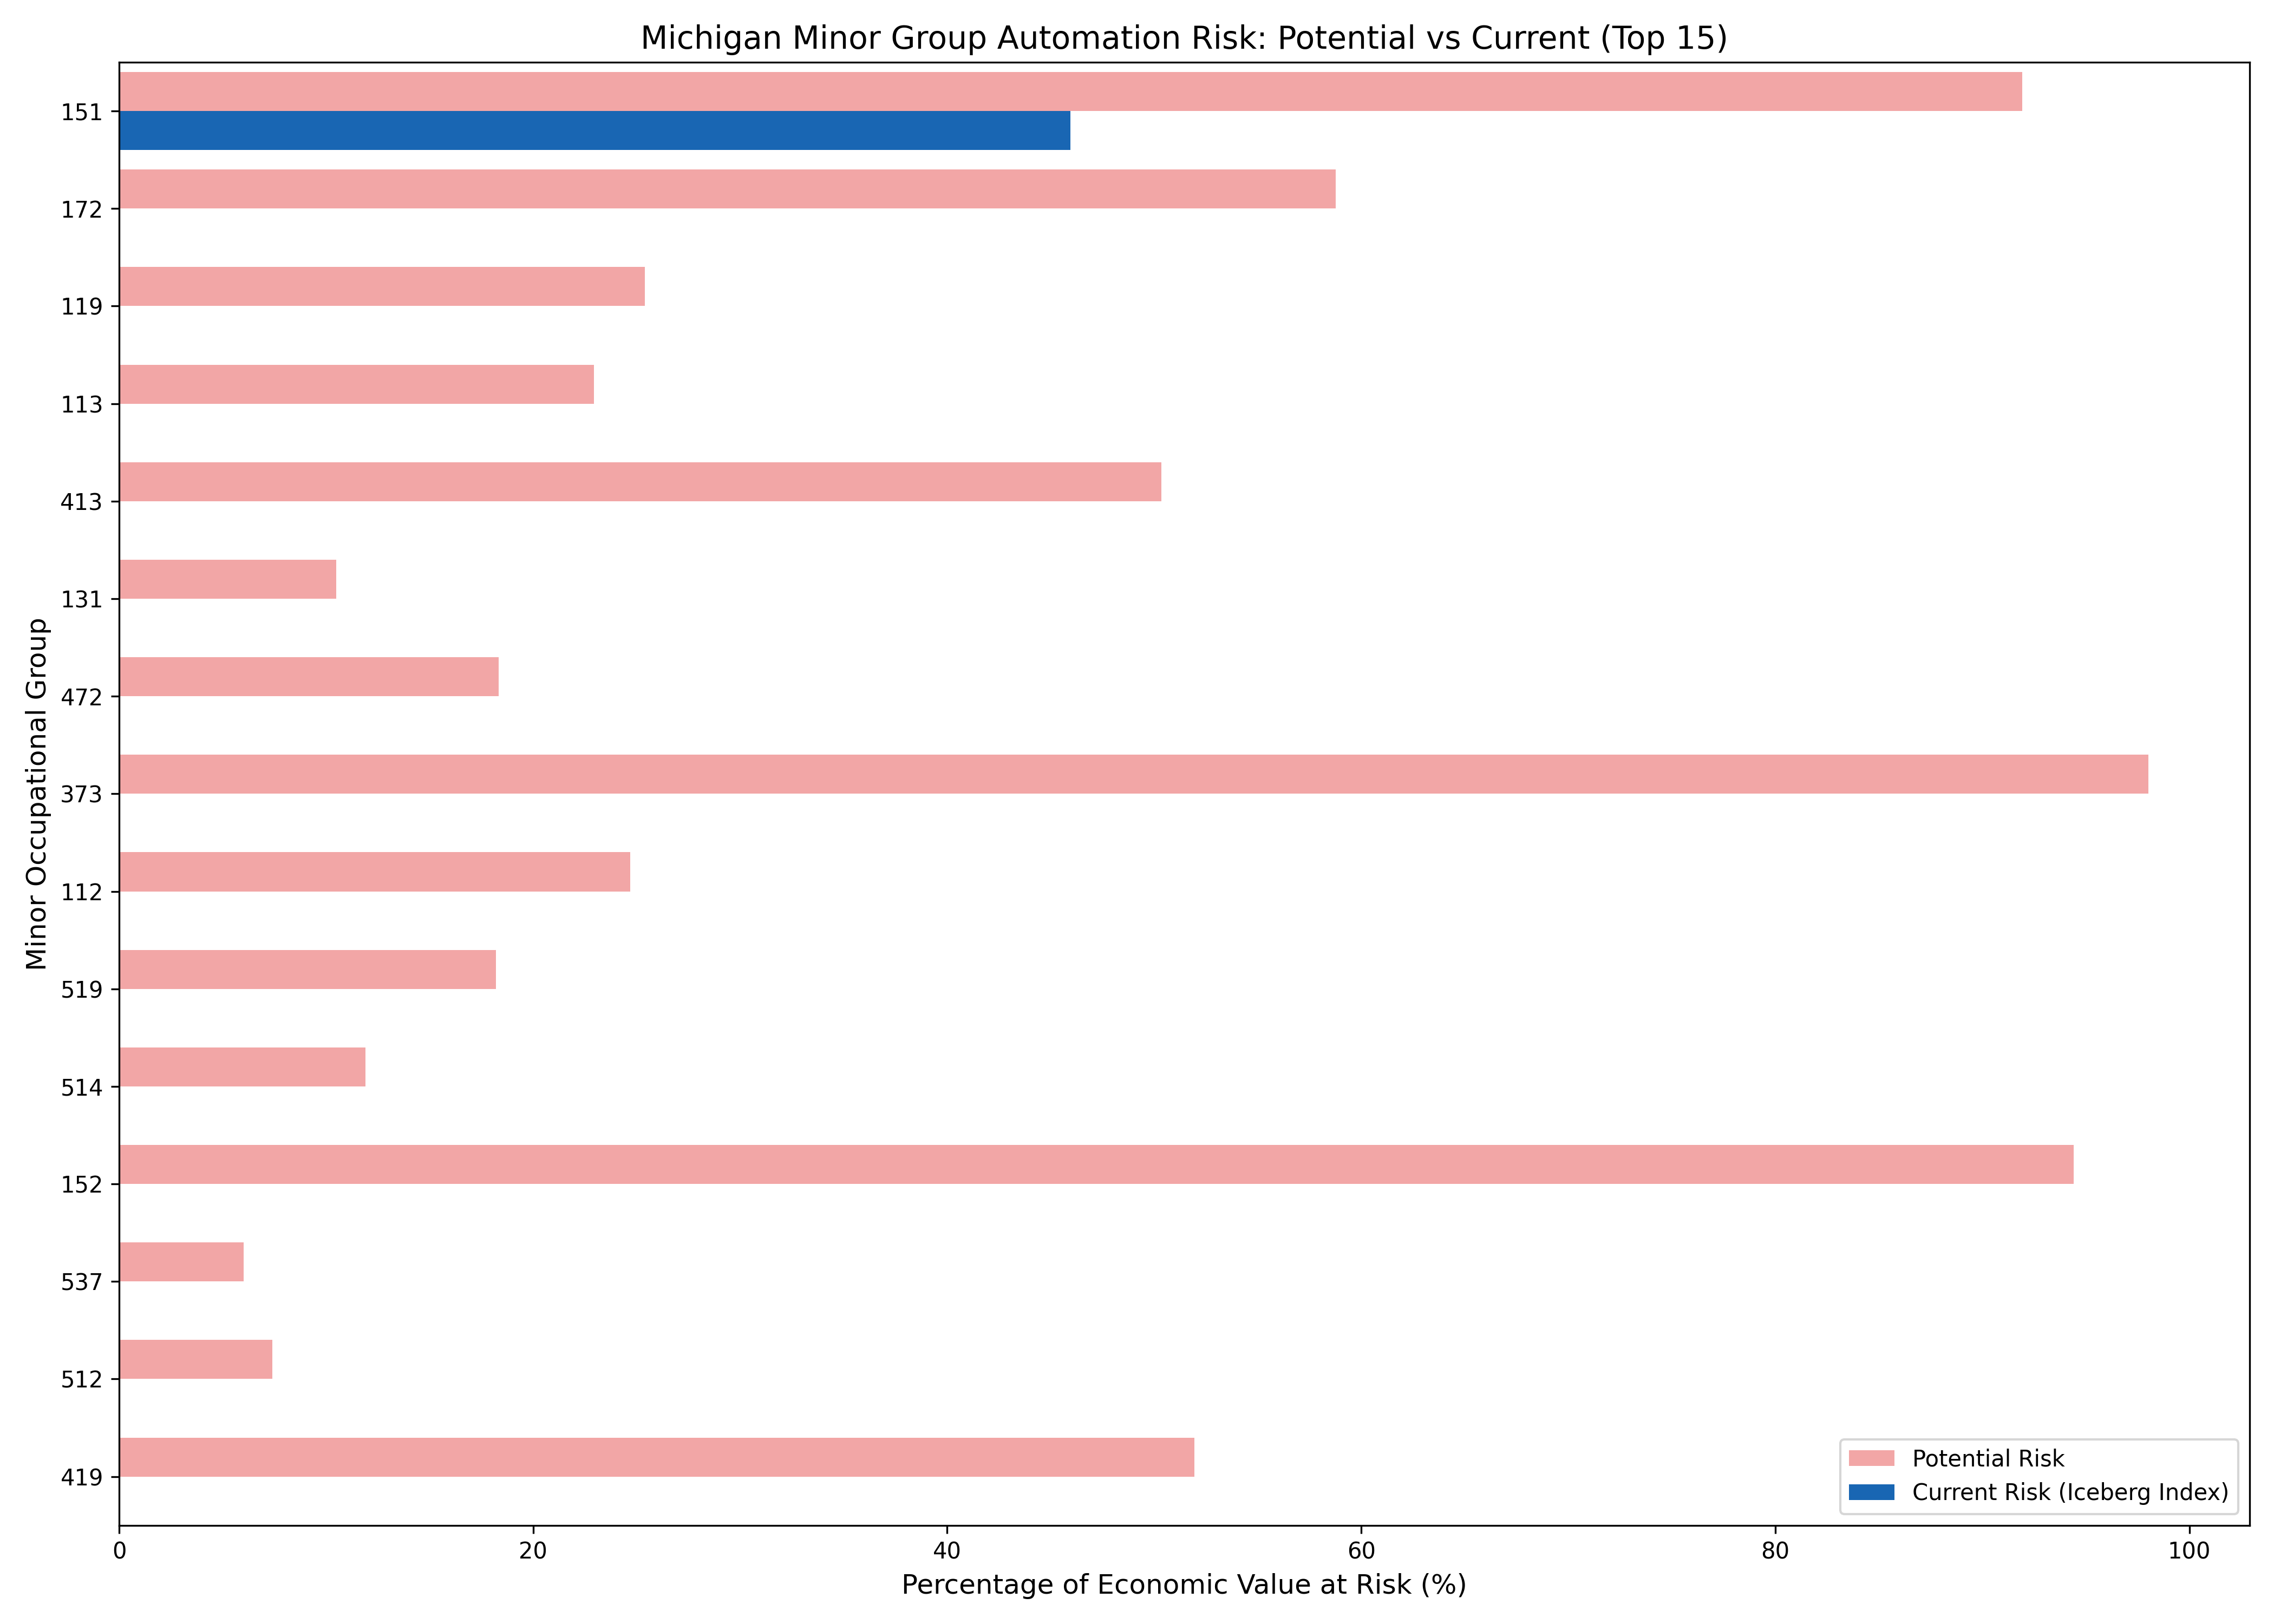 Michigan Minor Group Automation Risk: Potential vs Current (Top 15)
Minor Occupational Group
151
172
119
113
413
131
472
373
112
519
514
152
537
512
419
Potential Risk
Current Risk (Iceberg Index)
0 20 40 60 80 100
Percentage of Economic Value at Risk (%)